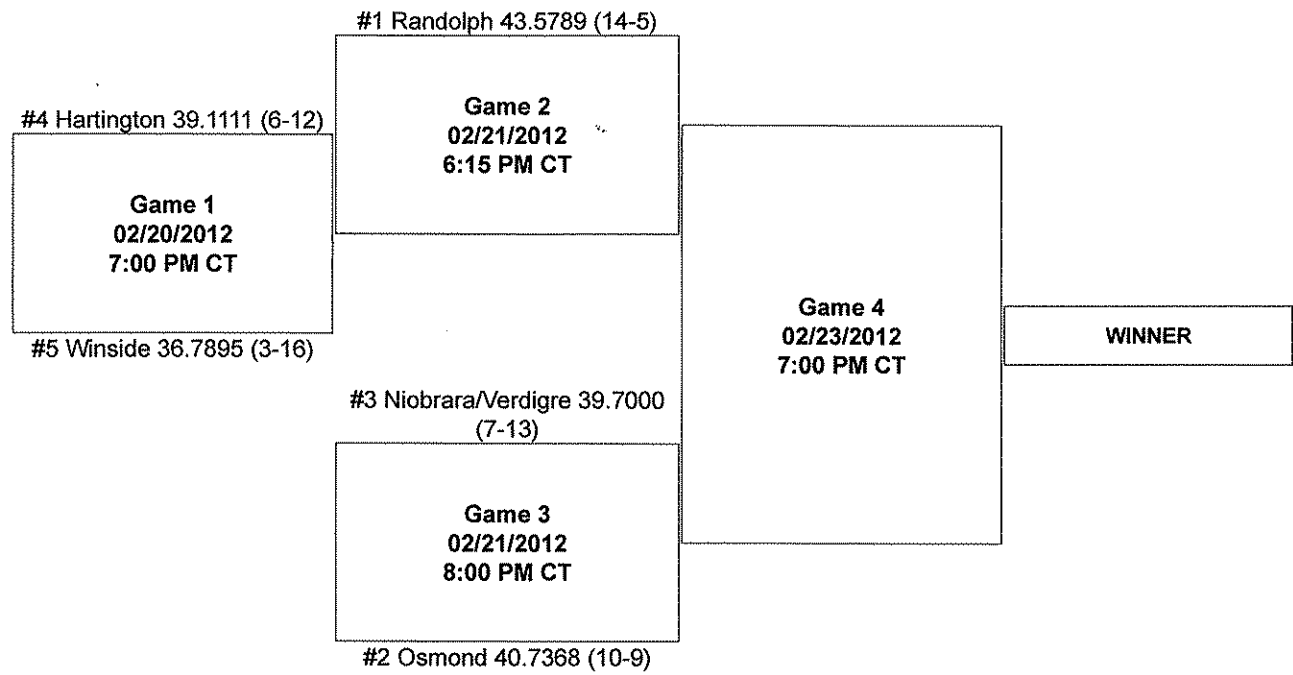 #1 Randolph 43.5789 (14-5)
Game 2
02/21/2012
6:15 PM CT
#4 Hartington 39.1111 (6-12)
Game 1
02/20/2012
7:00 PM CT
#5 Winside 36.7895 (3-16)
Game 4
02/23/2012
7:00 PM CT
WINNER
#3 Niobrara/Verdigre 39.7000
(7-13)
Game 3
02/21/2012
8:00 PM CT
#2 Osmond 40.7368 (10-9)